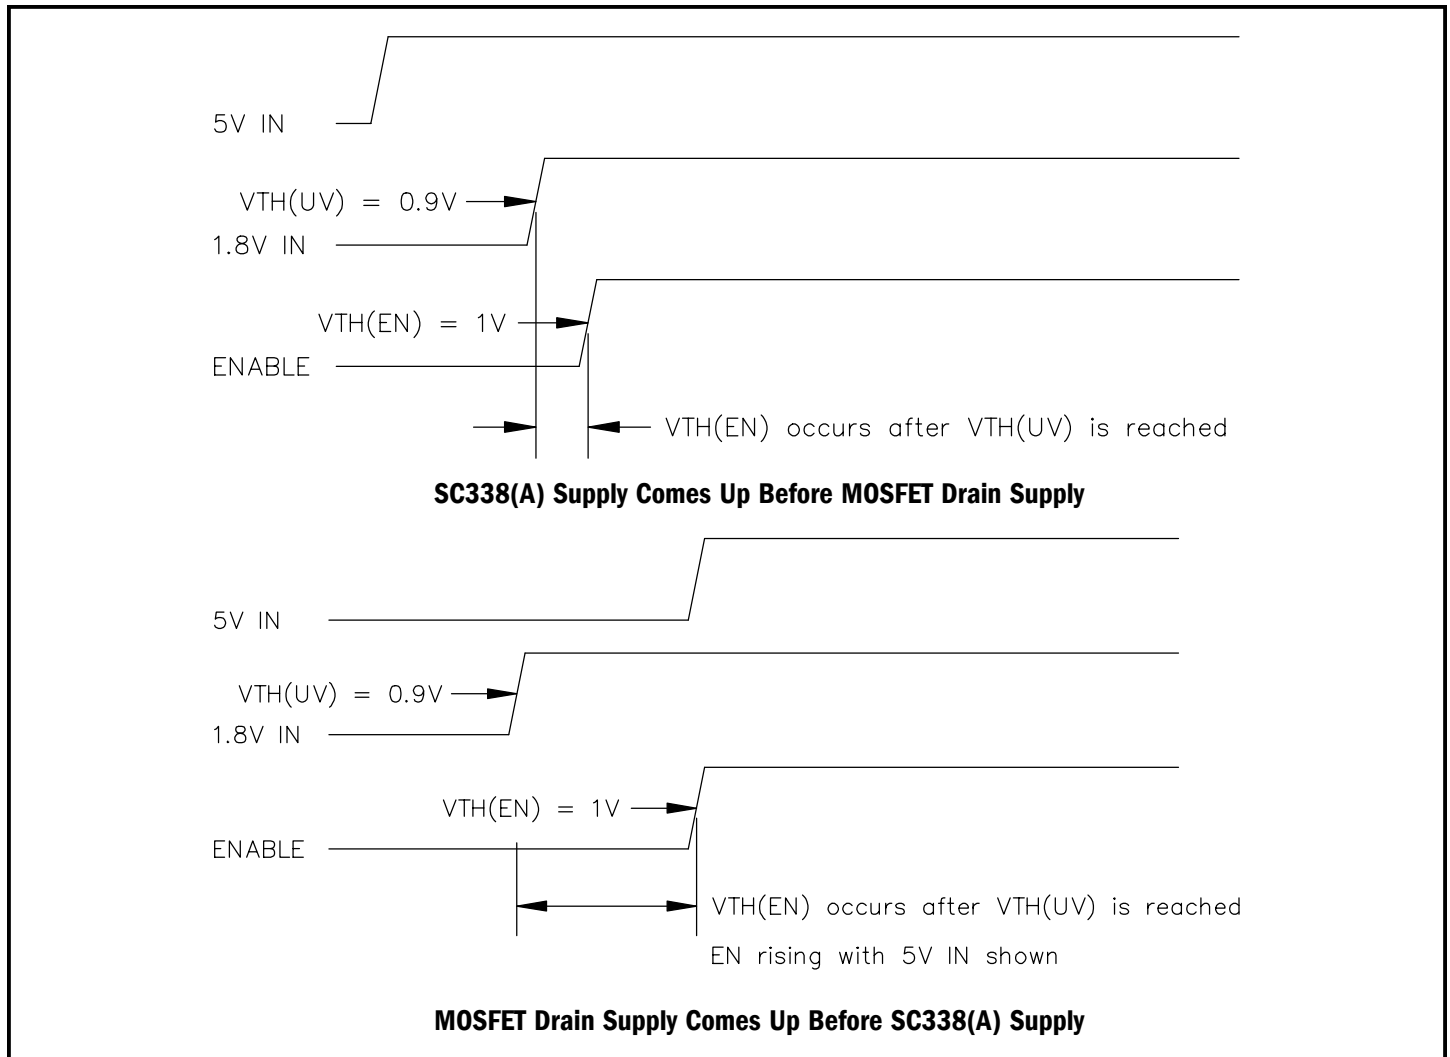 5V IN
VTH(UV) = 0.9V
1.8V IN
VTH(EN) = 1V
ENABLE
VTH(EN) occurs after VTH(UV) is reached
SC338(A) Supply Comes Up Before MOSFET Drain Supply
5V IN
VTH(UV) = 0.9V
1.8V IN
VTH(EN) = 1V
ENABLE
VTH(EN) occurs after VTH(UV) is reached
EN rising with 5V IN shown
MOSFET Drain Supply Comes Up Before SC338(A) Supply